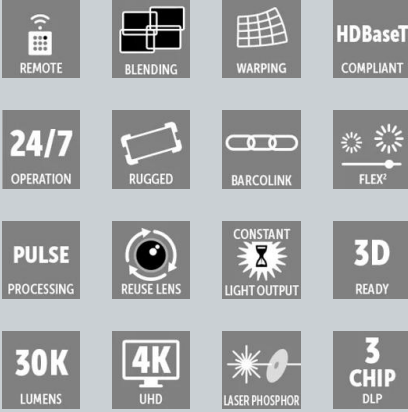 REMOTE
BLENDING
WARPING
HDBaseT
COMPLIANT
24/7
OPERATION
RUGGED
BARCOLINK
FLEX²
PULSE
PROCESSING
REUSE LENS
CONSTANT
LIGHT OUTPUT
3D
READY
30K
LUMENS
4K
UHD
LASER PHOSPHOR
3
CHIP
DLP